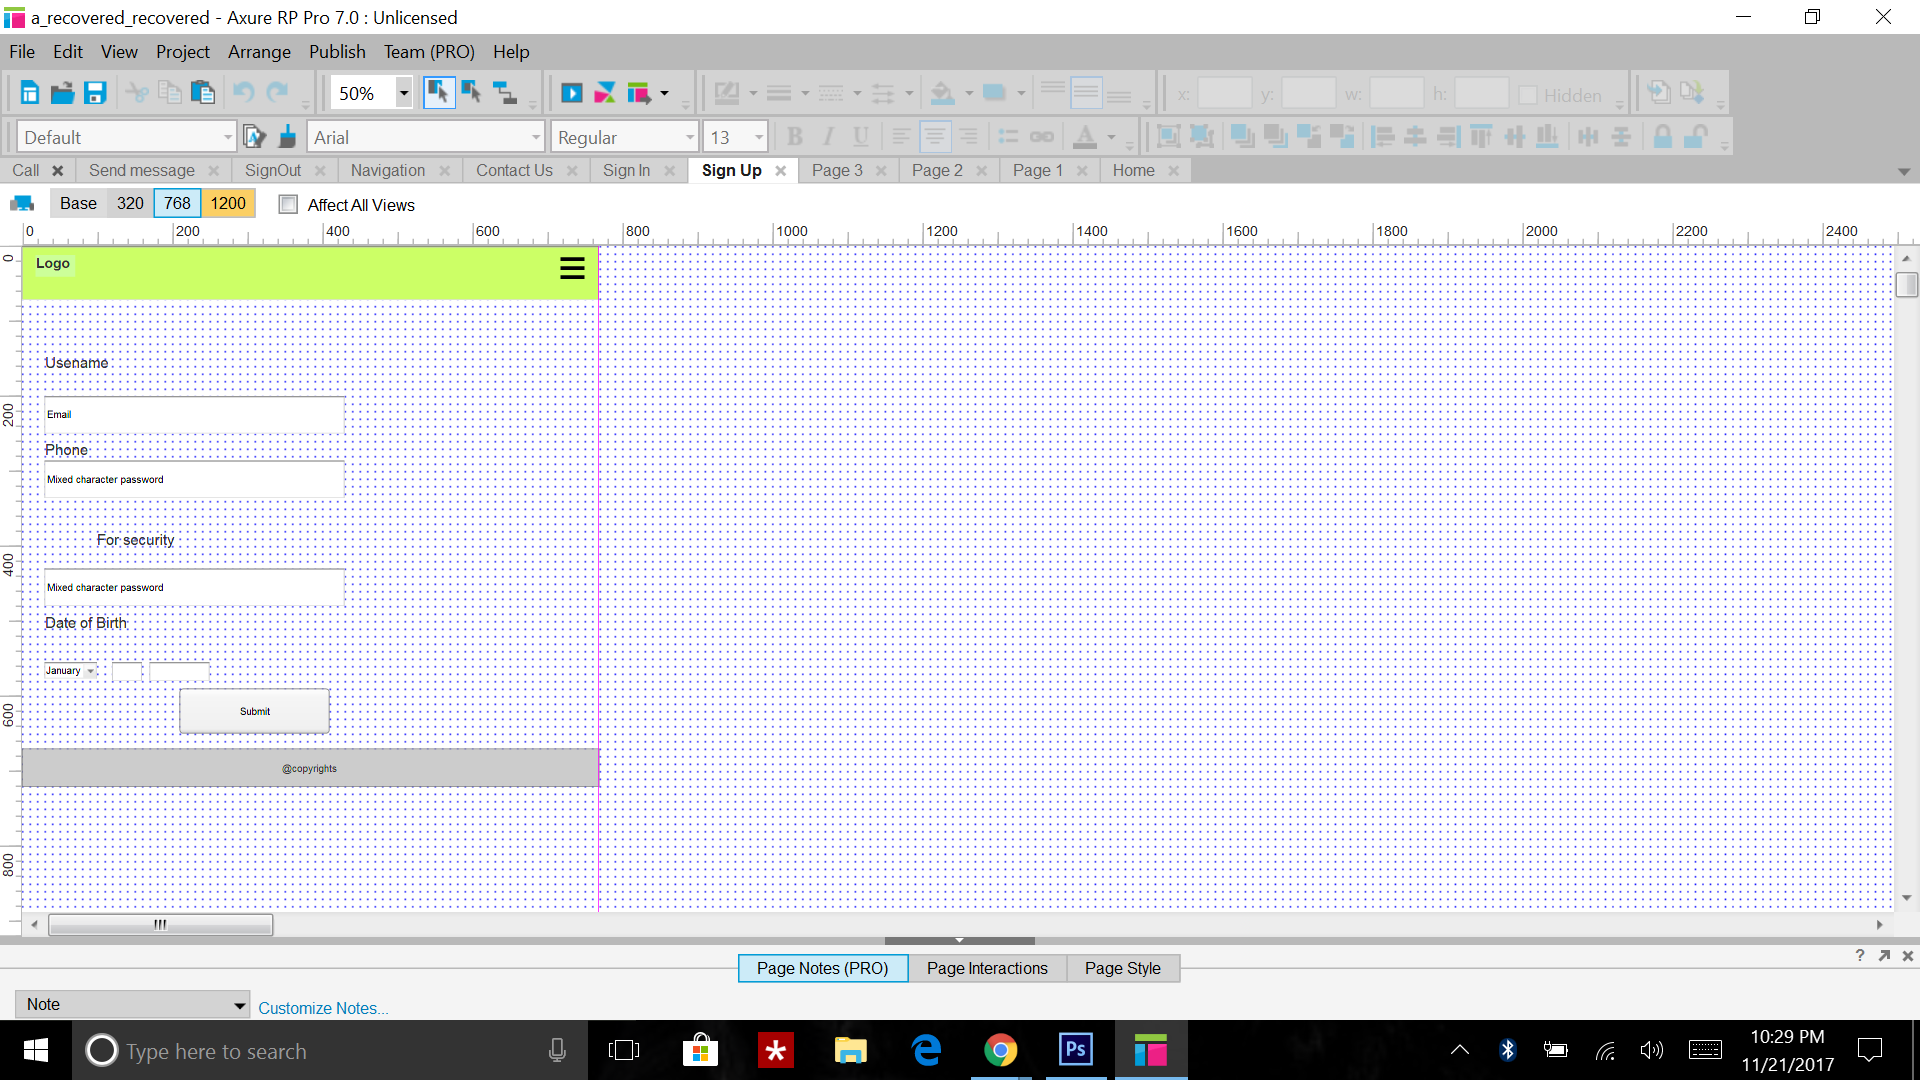 a_recovered_recovered - Axure RP Pro 7.0 : Unlicensed
File Edit View Project Arrange Publish Team (PRO) Help
50% x: y: w: h: Hidden
Default Arial Regular 13 B I U A
Call Send message SignOut Navigation Contact Us Sign In Sign Up Page 3 Page 2 Page 1 Home
Base 320 768 1200 Affect All Views
0 200 400 600 800 1000 1200 1400 1600 1800 2000 2200 2400
0
Logo
Usename
200
Email
Phone
Mixed character password
For security
400
Mixed character password
Date of Birth
January
600
Submit
@copyrights
800
Page Notes (PRO) Page Interactions Page Style
?
Note Customize Notes...
Type here to search
Ps
10:29 PM
11/21/2017